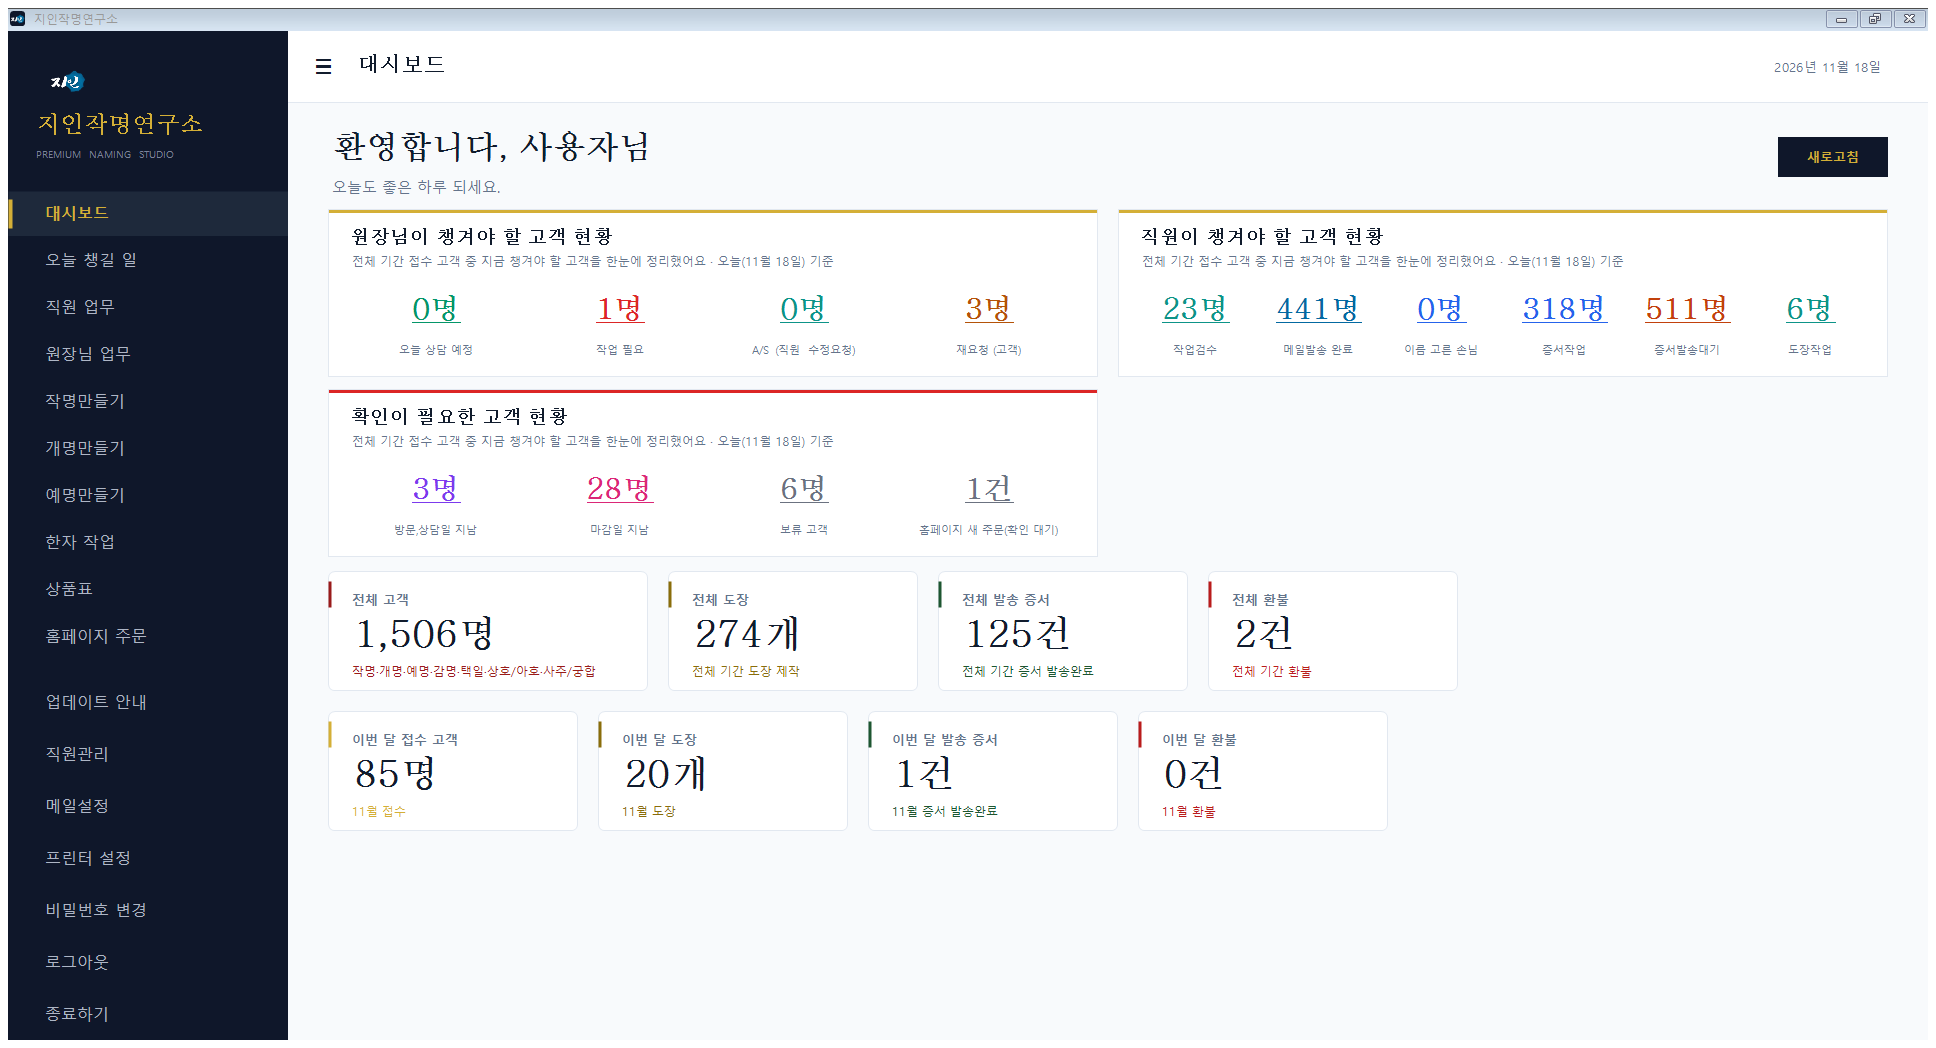 지인작명연구소
지인
지인작명연구소
PREMIUM NAMING STUDIO
대시보드
오늘 챙길 일
직원 업무
원장님 업무
작명만들기
개명만들기
예명만들기
한자 작업
상품표
홈페이지 주문
업데이트 안내
직원관리
메일설정
프린터 설정
비밀번호 변경
로그아웃
종료하기
대시보드
2026년 11월 18일
환영합니다, 사용자님
오늘도 좋은 하루 되세요.
새로고침
원장님이 챙겨야 할 고객 현황
전체 기간 접수 고객 중 지금 챙겨야 할 고객을 한눈에 정리했어요 · 오늘(11월 18일) 기준
0명 1명 0명 3명
오늘 상담 예정 작업 필요 A/S (직원 수정요청) 재요청 (고객)
직원이 챙겨야 할 고객 현황
전체 기간 접수 고객 중 지금 챙겨야 할 고객을 한눈에 정리했어요 · 오늘(11월 18일) 기준
23명 441명 0명 318명 511명 6명
작업검수 메일발송 완료 이름 고른 손님 증서작업 증서발송대기 도장작업
확인이 필요한 고객 현황
전체 기간 접수 고객 중 지금 챙겨야 할 고객을 한눈에 정리했어요 · 오늘(11월 18일) 기준
3명 28명 6명 1건
방문,상담일 지남 마감일 지남 보류 고객 홈페이지 새 주문(확인 대기)
전체 고객
1,506명
작명·개명·예명·감명·택일·상호/아호·사주/궁합
전체 도장
274개
전체 기간 도장 제작
전체 발송 증서
125건
전체 기간 증서 발송완료
전체 환불
2건
전체 기간 환불
이번 달 접수 고객
85명
11월 접수
이번 달 도장
20개
11월 도장
이번 달 발송 증서
1건
11월 증서 발송완료
이번 달 환불
0건
11월 환불